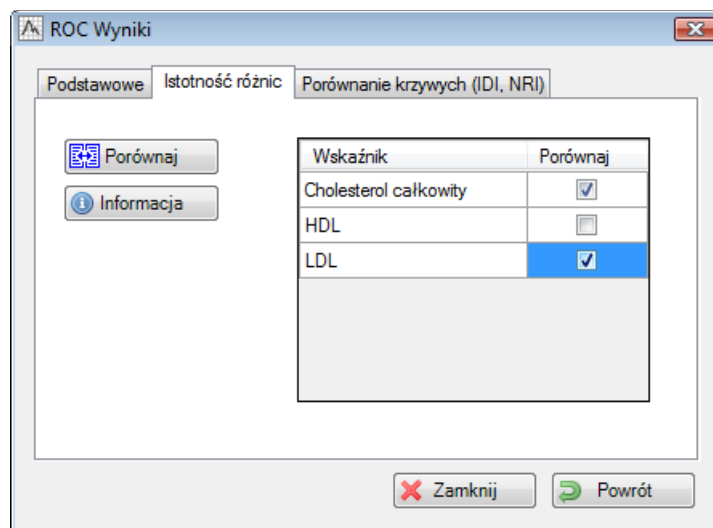 ROC Wyniki
Podstawowe Istotność różnic Porównanie krzywych (IDI, NRI)
Porównaj
Informacja
Wskaźnik Porównaj
Cholesterol całkowity
HDL
LDL
Zamknij Powrót